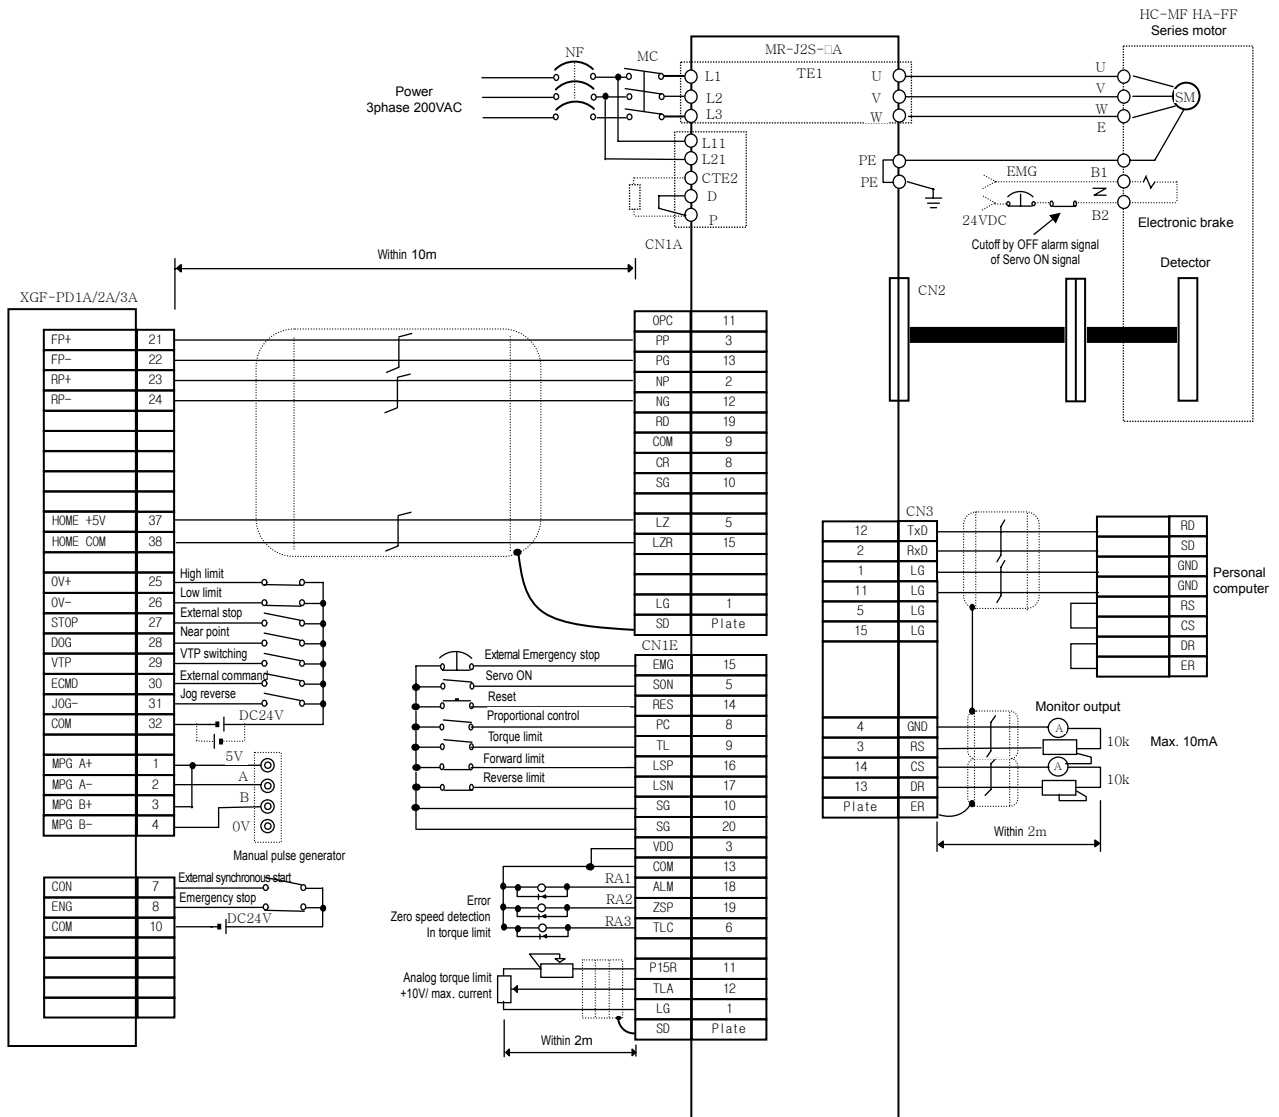 HC-MF HA-FF
Series motor
NF
MC
MR-J2S-□A
TE1
Power
3phase 200VAC
L1
L2
L3
U
V
W
U
V
W
E
SM
L11
L21
CTE2
D
P
PE
PE
EMG
24VDC
B1
B2
Cutoff by OFF alarm signal
of Servo ON signal
Electronic brake
Detector
CN1A
Within 10m
CN2
XGF-PD1A/2A/3A
FP+ 21
FP- 22
RP+ 23
RP- 24
HOME +5V 37
HOME COM 38
OV+ 25 High limit
OV- 26 Low limit
STOP 27 External stop
DOG 28 Near point
VTP 29 VTP switching
ECMD 30 External command
JOG- 31 Jog reverse
COM 32 DC24V
MPG A+ 1 5V
MPG A- 2 A
MPG B+ 3 B
MPG B- 4 0V
Manual pulse generator
CON 7 External synchronous start
ENG 8 Emergency stop
COM 10 DC24V
OPC 11
PP 3
PG 13
NP 2
NG 12
RD 19
COM 9
CR 8
SG 10
LZ 5
LZR 15
LG 1
SD Plate
CN1E
External Emergency stop EMG 15
Servo ON SON 5
Reset RES 14
Proportional control PC 8
Torque limit TL 9
Forward limit LSP 16
Reverse limit LSN 17
SG 10
SG 20
VDD 3
COM 13
Error RA1 ALM 18
Zero speed detection RA2 ZSP 19
In torque limit RA3 TLC 6
Analog torque limit
+10V/ max. current
P15R 11
TLA 12
LG 1
SD Plate
Within 2m
CN3
12 TxD
2 RxD
1 LG
11 LG
5 LG
15 LG
4 GND
3 RS
14 CS
13 DR
Plate ER
RD
SD
GND
GND
RS
CS
DR
ER
Personal
computer
Monitor output
A
10k
Max. 10mA
A
10k
Within 2m